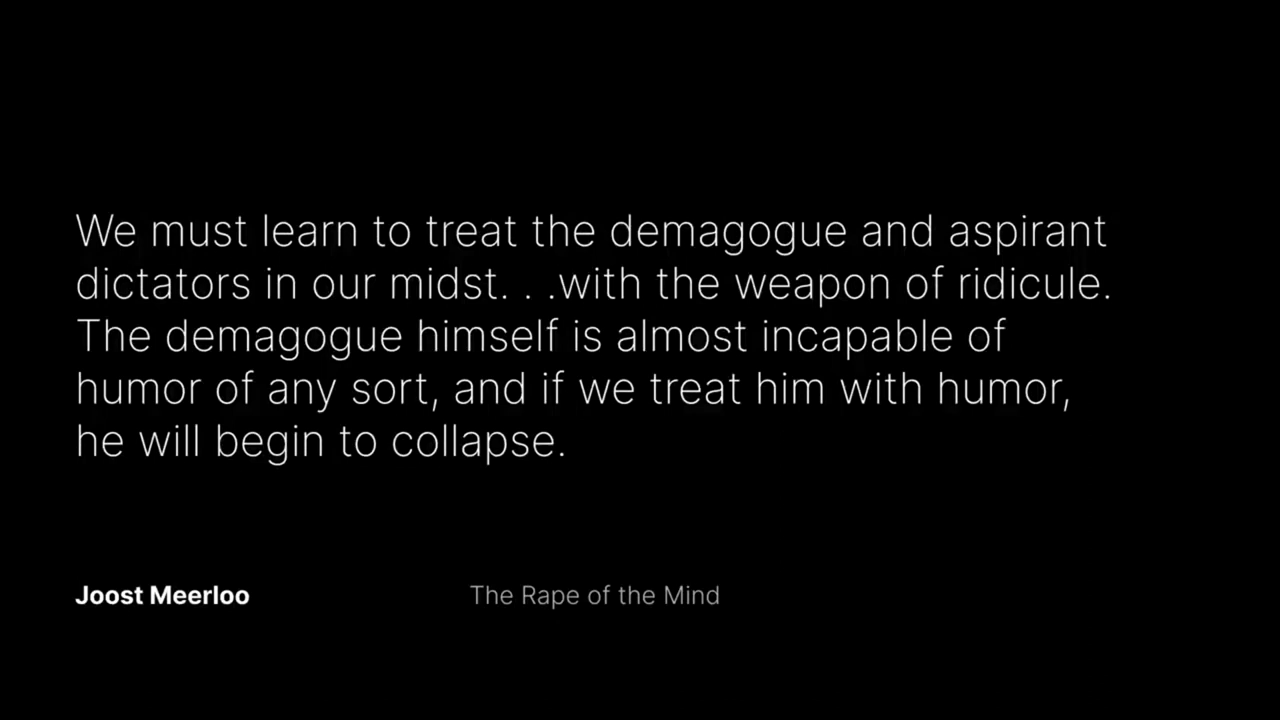 We must learn to treat the demagogue and aspirant
dictators in our midst. . .with the weapon of ridicule.
The demagogue himself is almost incapable of
humor of any sort, and if we treat him with humor,
he will begin to collapse.
Joost Meerloo
The Rape of the Mind